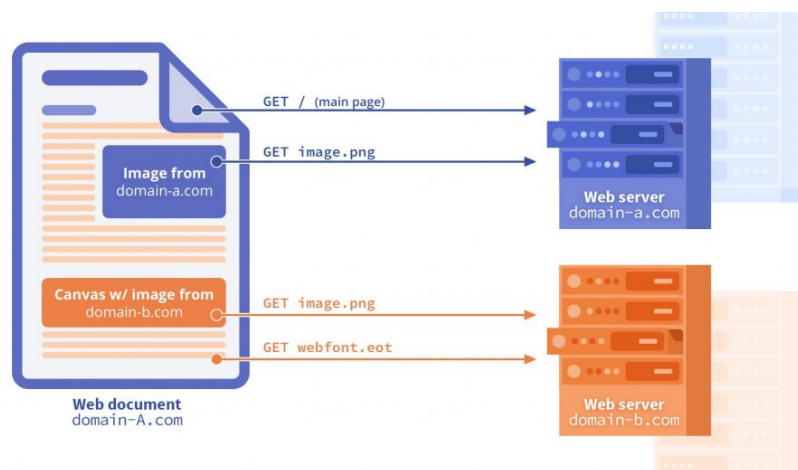 GET / (main page)
GET image.png
Image from
domain-a.com
Web server
domain-a.com
Canvas w/ image from
domain-b.com
GET image.png
GET webfont.eot
Web document
domain-A.com
Web server
domain-b.com